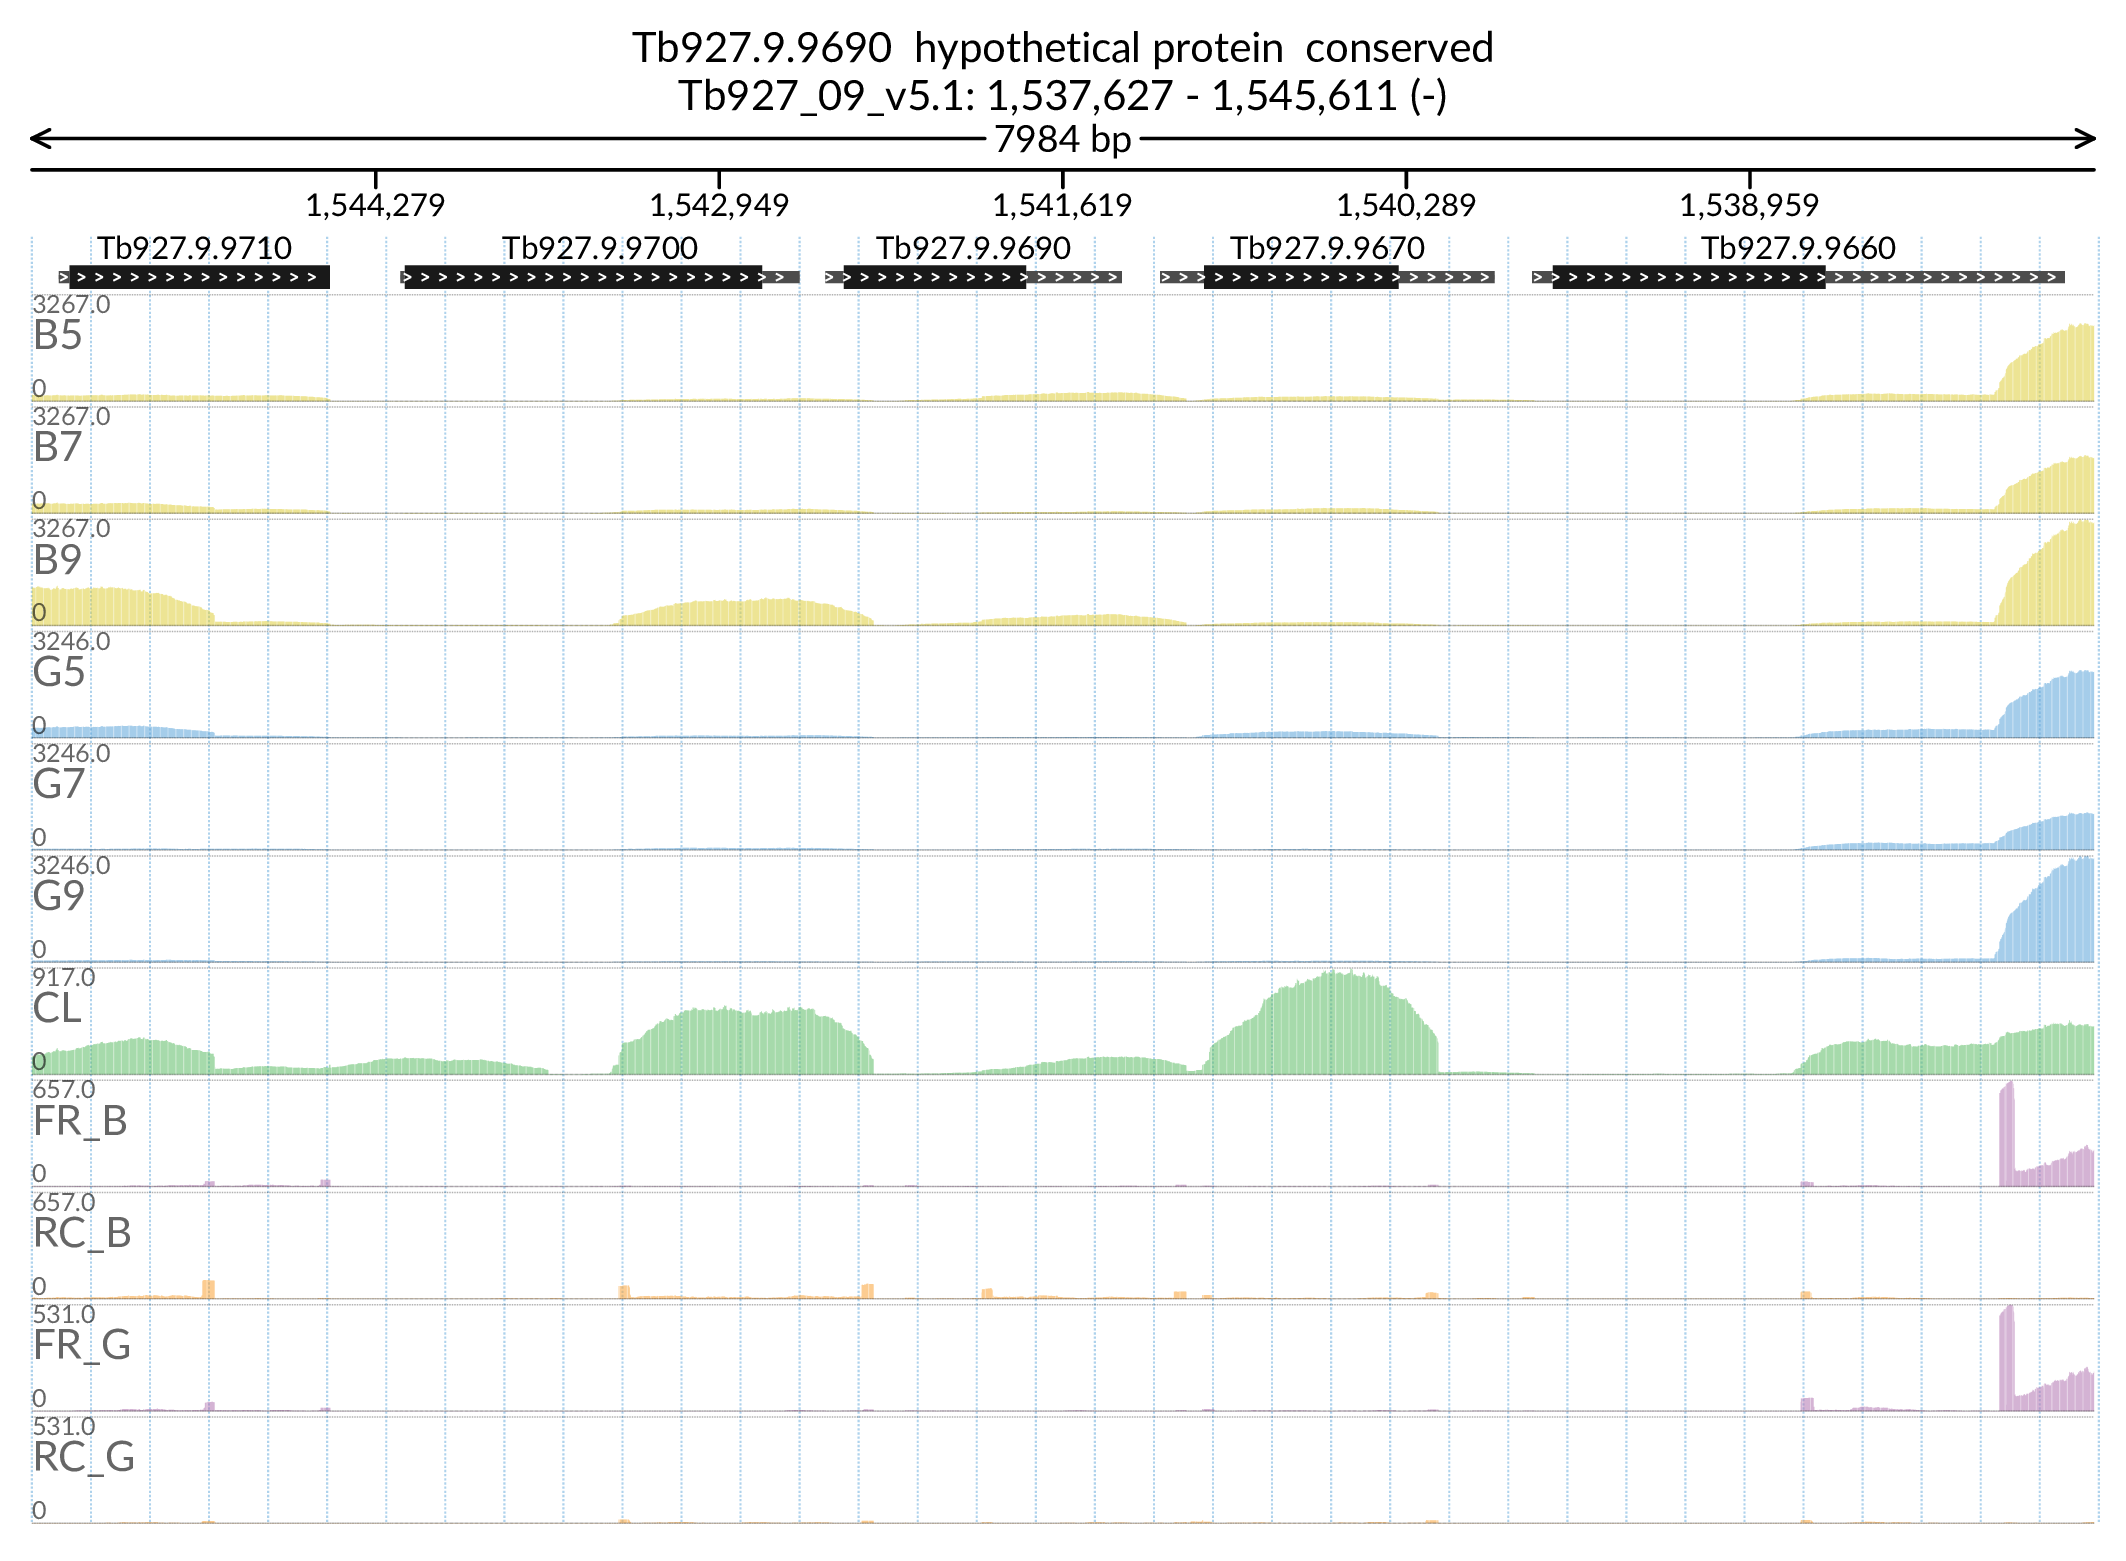 Tb927.9.9690  hypothetical protein  conserved
Tb927_09_v5.1: 1,537,627 - 1,545,611 (-)
7984 bp
1,544,279 1,542,949 1,541,619 1,540,289 1,538,959
Tb927.9.9710 Tb927.9.9700 Tb927.9.9690 Tb927.9.9670 Tb927.9.9660
3267.0
B5
0
3267.0
B7
0
3267.0
B9
0
3246.0
G5
0
3246.0
G7
0
3246.0
G9
0
917.0
CL
0
657.0
FR_B
0
657.0
RC_B
0
531.0
FR_G
0
531.0
RC_G
0